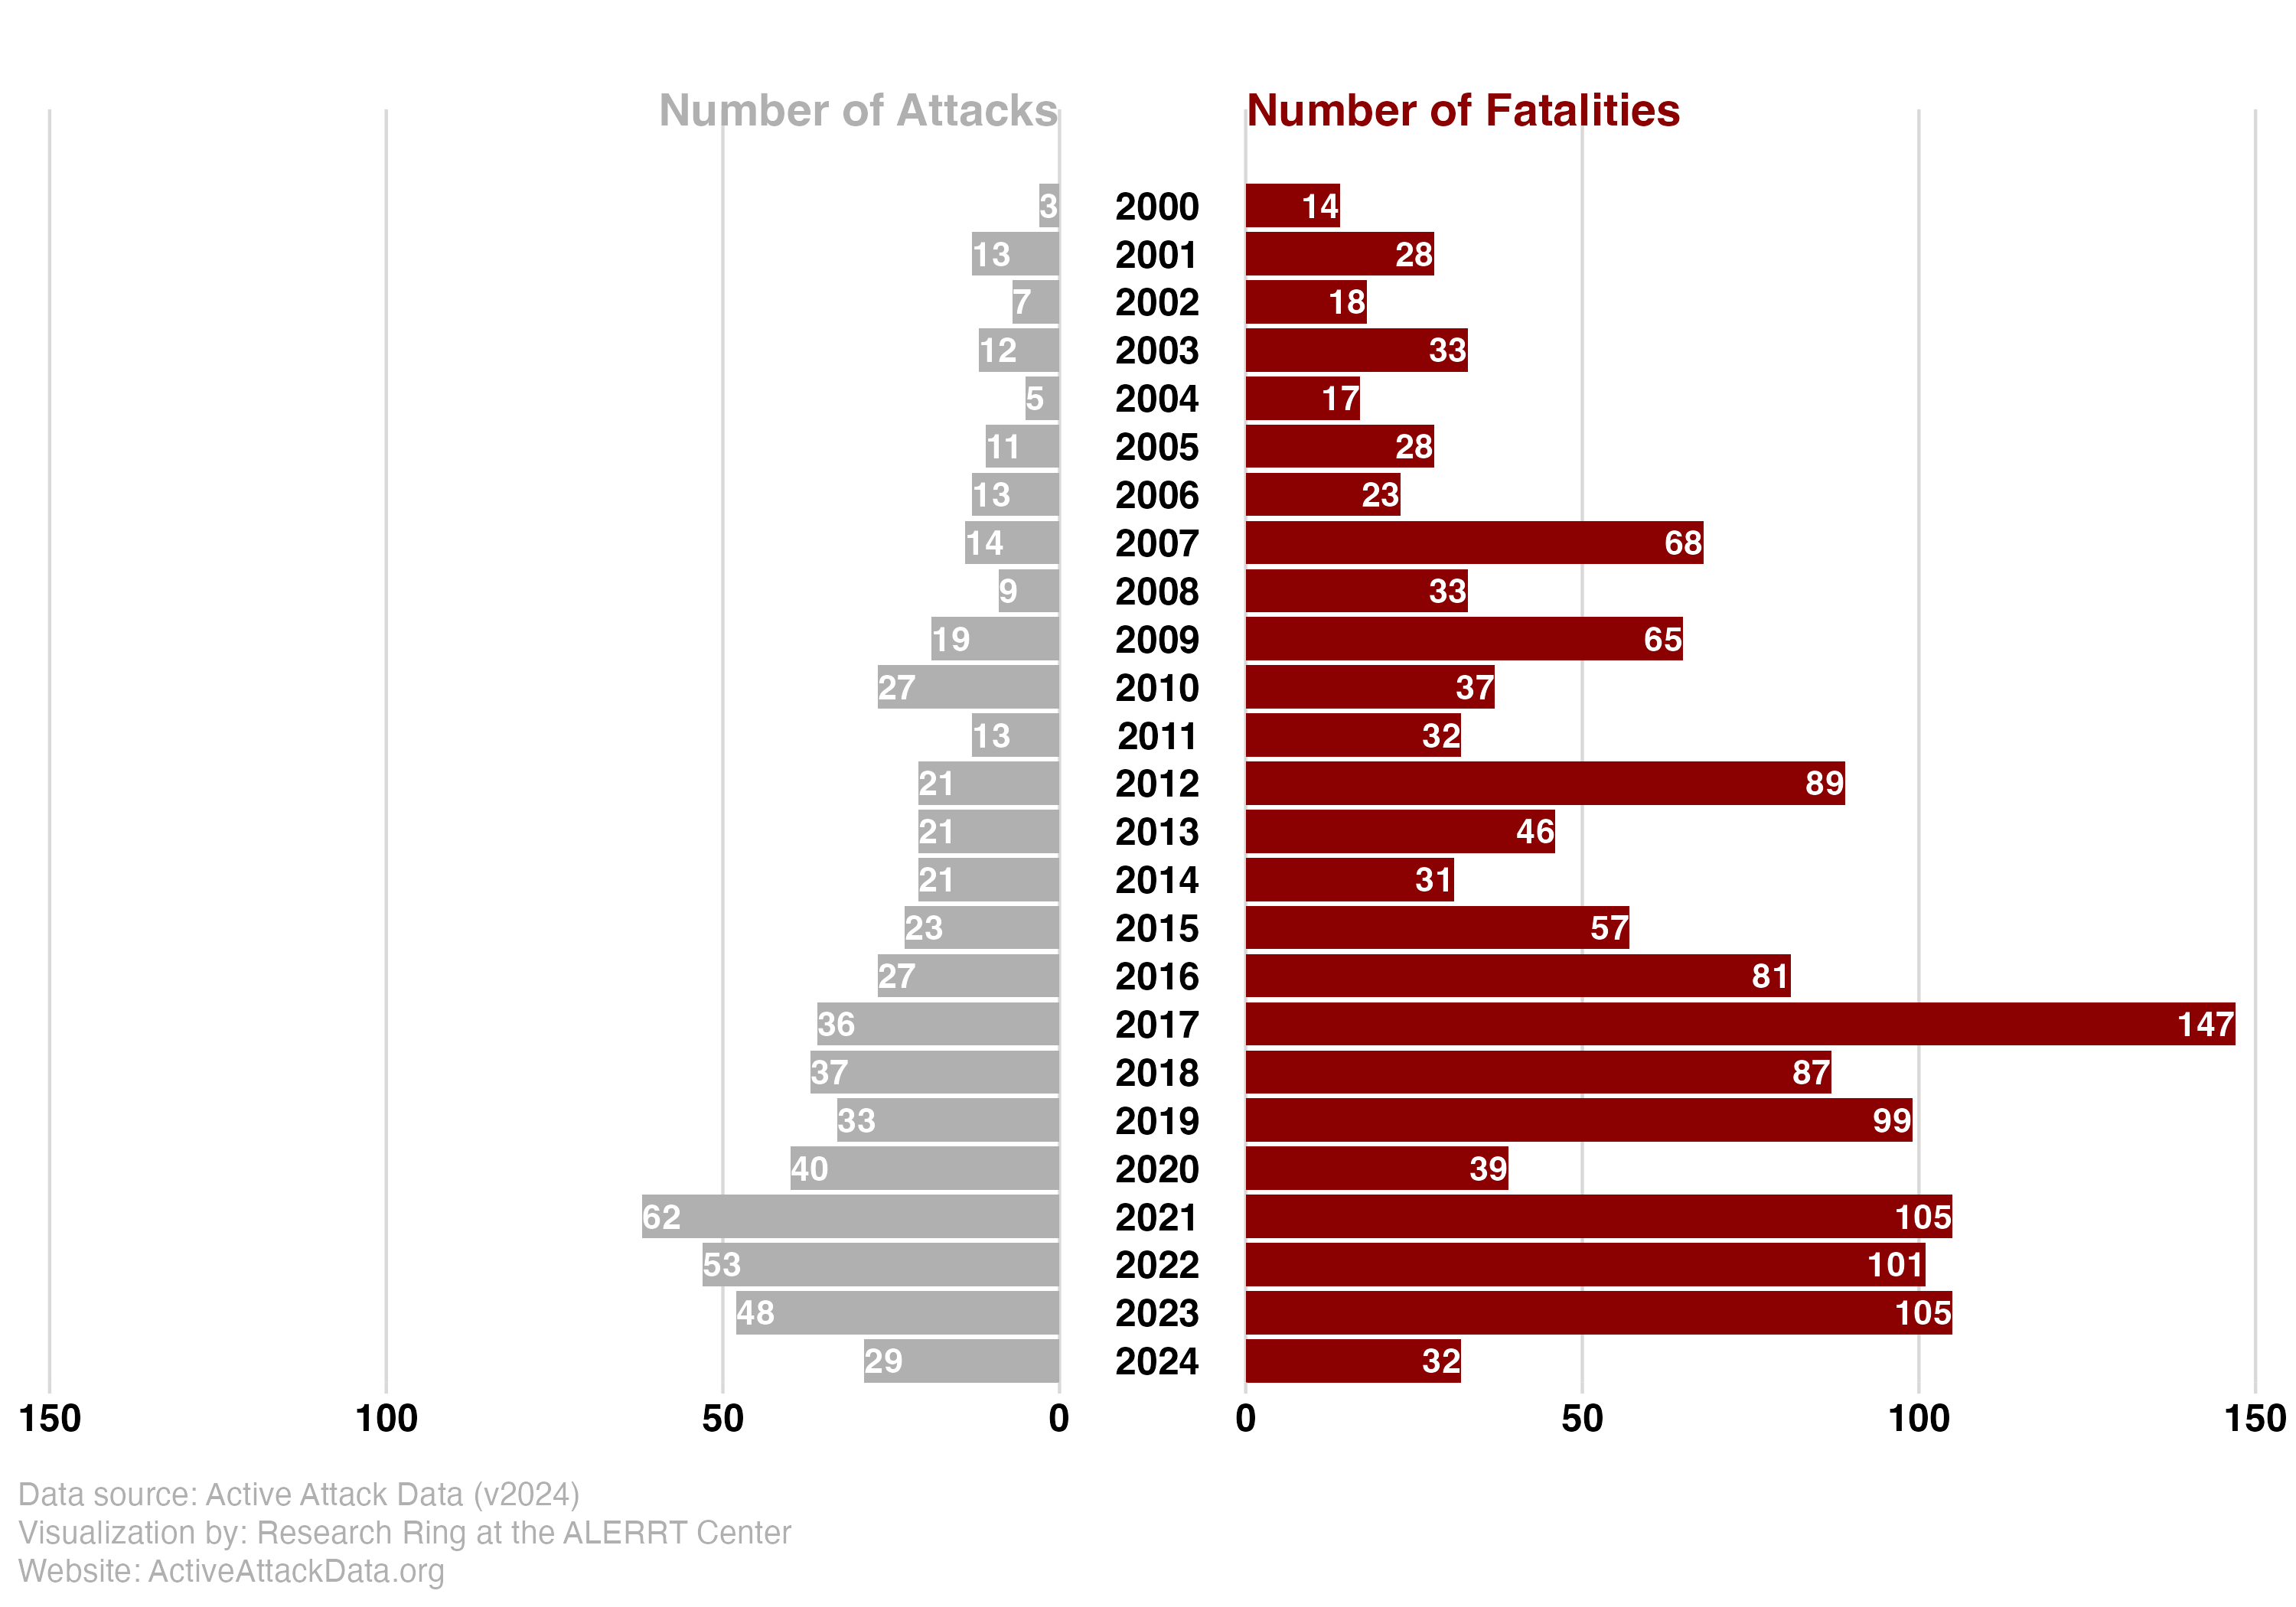 Number of Attacks Number of Fatalities
3 2000 14
13 2001 28
7 2002 18
12 2003 33
5 2004 17
11 2005 28
13 2006 23
14 2007 68
9 2008 33
19 2009 65
27 2010 37
13 2011 32
21 2012 89
21 2013 46
21 2014 31
23 2015 57
27 2016 81
36 2017 147
37 2018 87
33 2019 99
40 2020 39
62 2021 105
53 2022 101
48 2023 105
29 2024 32
150 100 50 0 0 50 100 150
Data source: Active Attack Data (v2024)
Visualization by: Research Ring at the ALERRT Center
Website: ActiveAttackData.org